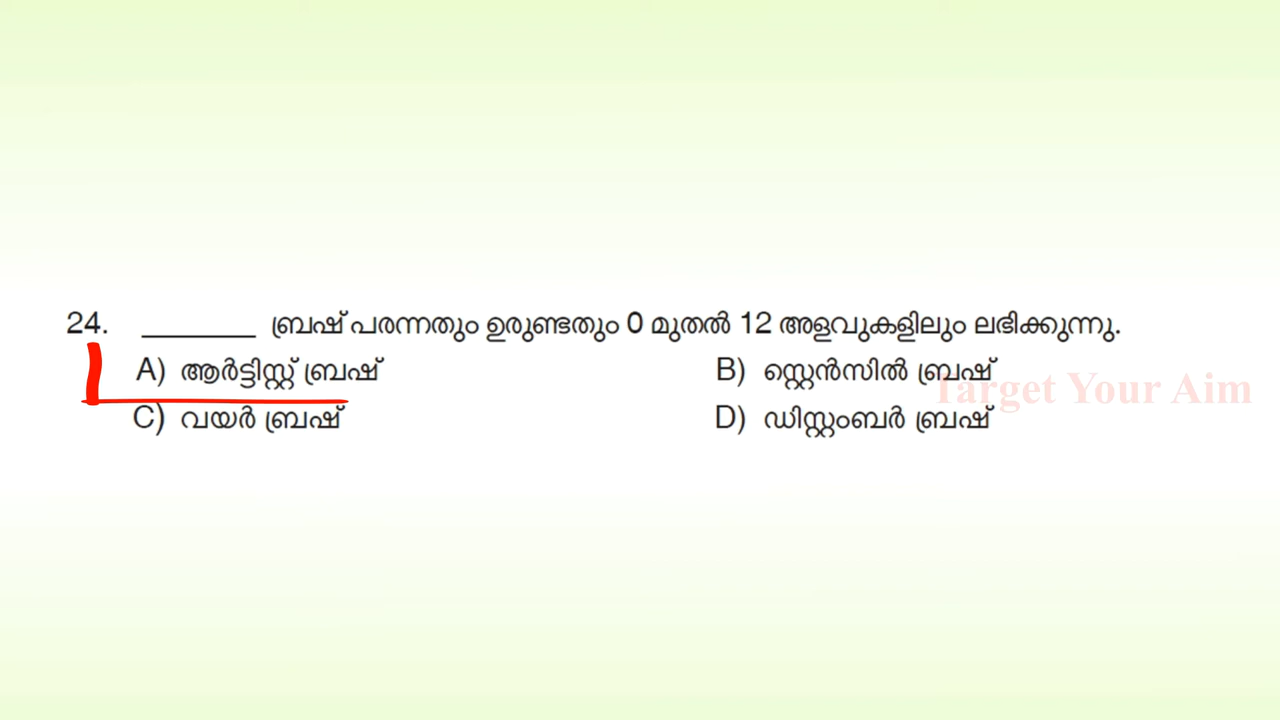 24. ________ ബ്രഷ് പരന്നതും ഉരുണ്ടതും 0 മുതൽ 12 അളവുകളിലും ലഭിക്കുന്നു.
A) ആർട്ടിസ്റ്റ് ബ്രഷ് B) സ്റ്റെൻസിൽ ബ്രഷ്
Target Your Aim
C) വയർ ബ്രഷ് D) ഡിസ്റ്റംബർ ബ്രഷ്